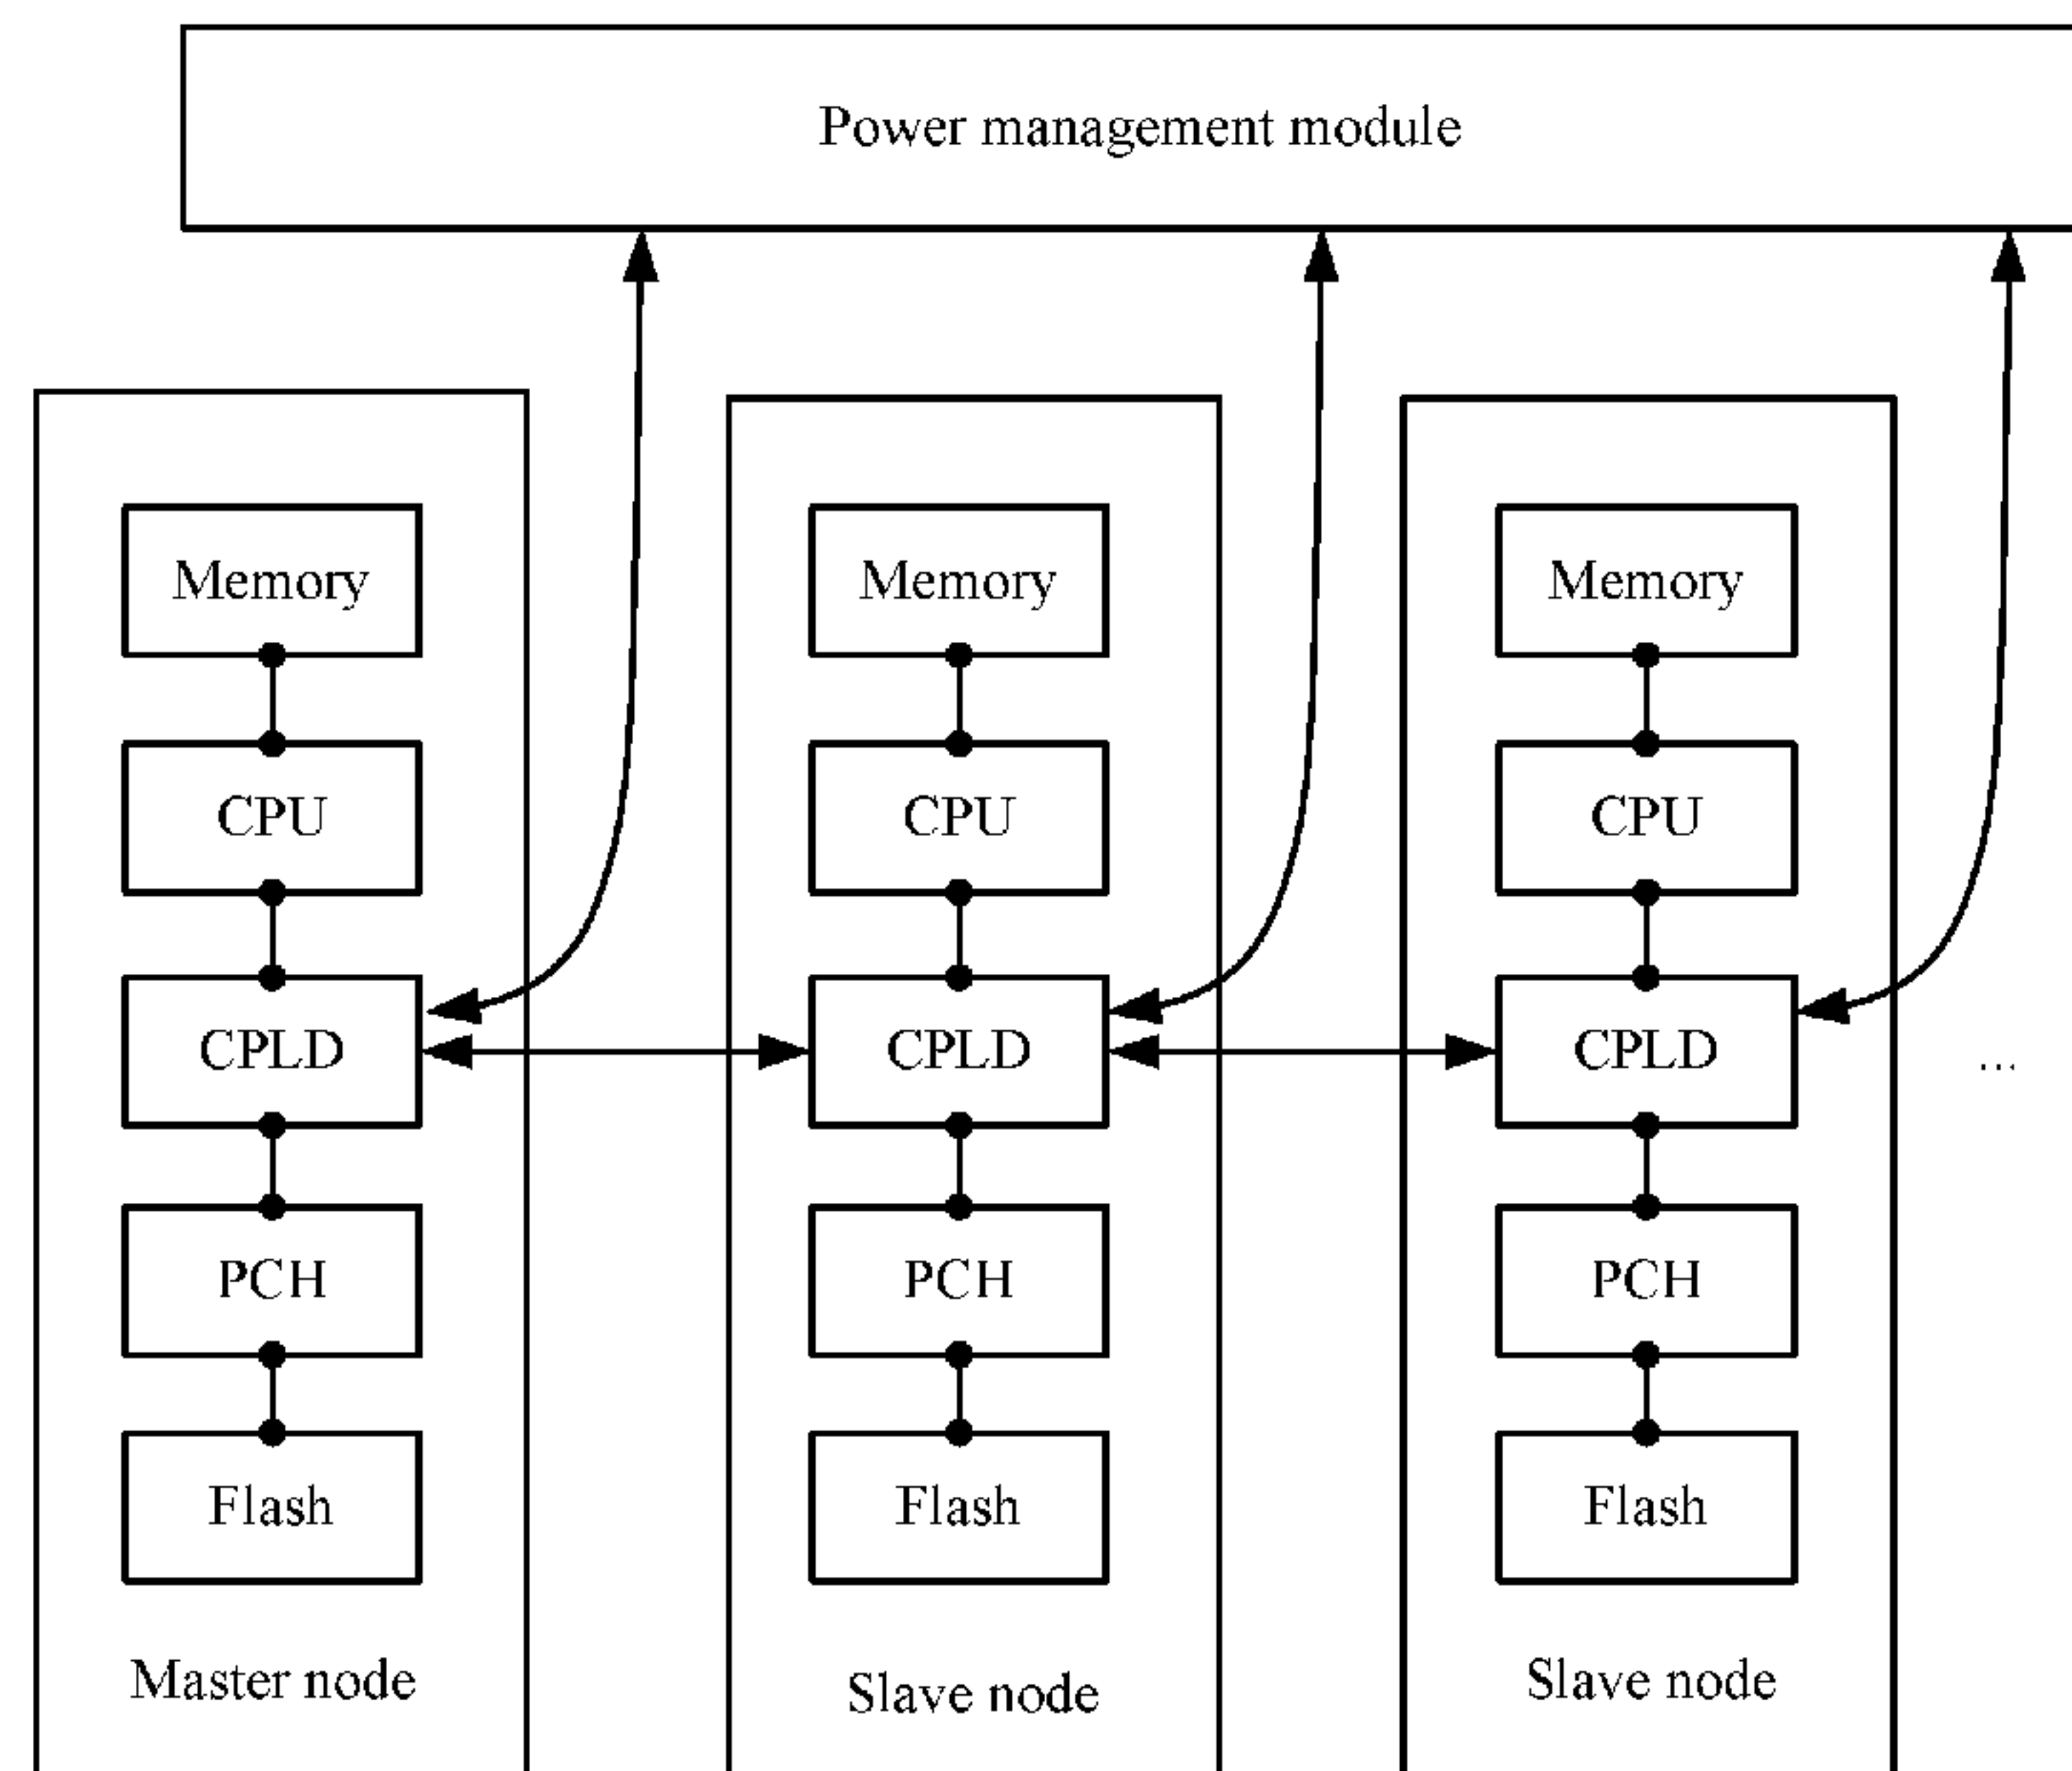 Power management module
Memory Memory Memory
CPU CPU CPU
CPLD CPLD CPLD ...
PCH PCH PCH
Flash Flash Flash
Master node Slave node Slave node